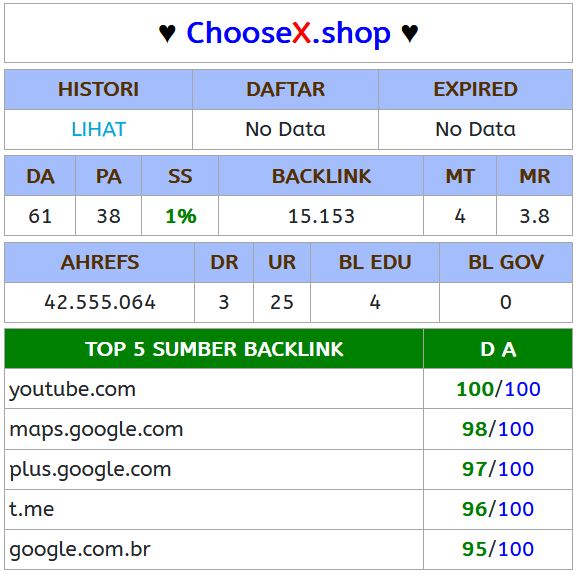 ♥ ChooseX.shop ♥
HISTORI DAFTAR EXPIRED
LIHAT No Data No Data
DA PA SS BACKLINK MT MR
61 38 1% 15.153 4 3.8
AHREFS DR UR BL EDU BL GOV
42.555.064 3 25 4 0
TOP 5 SUMBER BACKLINK D A
youtube.com 100/100
maps.google.com 98/100
plus.google.com 97/100
t.me 96/100
google.com.br 95/100